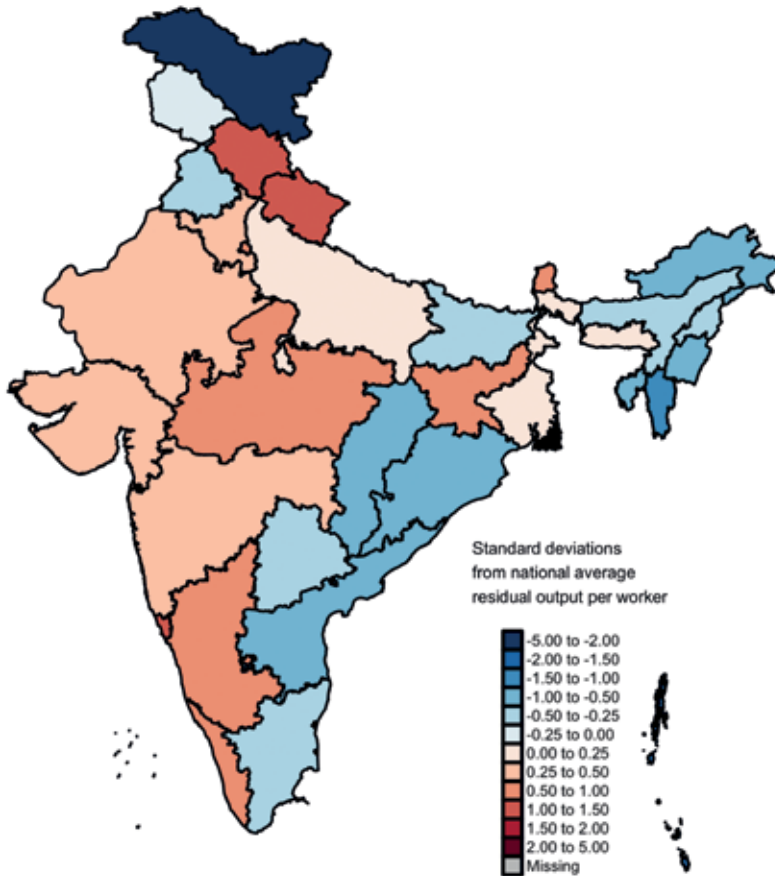 Standard deviations
from national average
residual output per worker
-5.00 to -2.00
-2.00 to -1.50
-1.50 to -1.00
-1.00 to -0.50
-0.50 to -0.25
-0.25 to 0.00
0.00 to 0.25
0.25 to 0.50
0.50 to 1.00
1.00 to 1.50
1.50 to 2.00
2.00 to 5.00
Missing